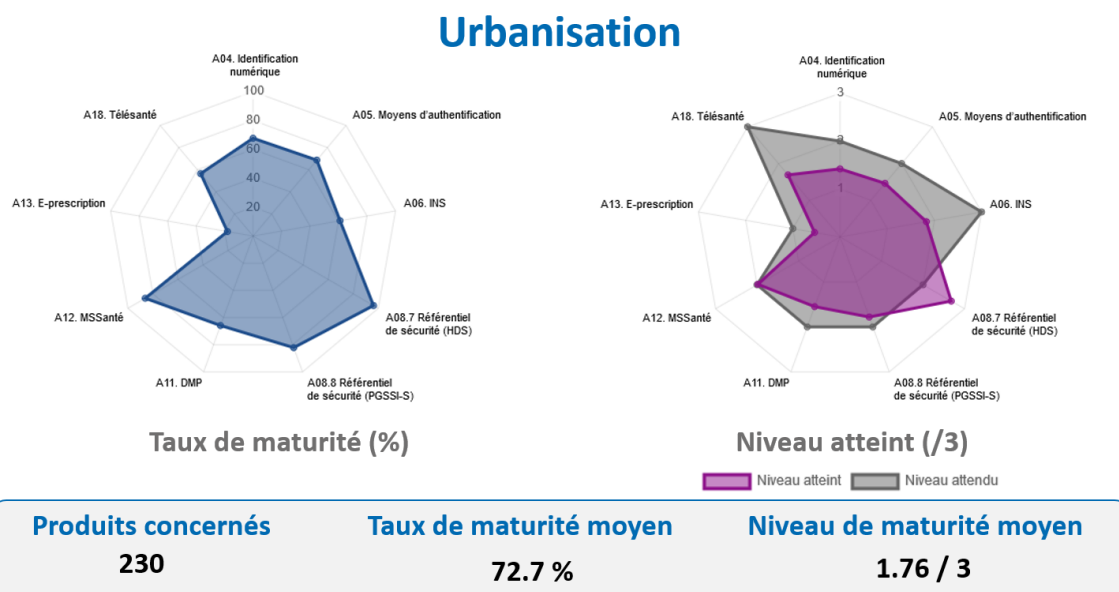 Urbanisation
A04. Identification
numérique
100
80
60
40
20
A18. Télésanté
A05. Moyens d'authentification
A13. E-prescription
A06. INS
A12. MSSanté
A08.7 Référentiel
de sécurité (HDS)
A11. DMP
A08.8 Référentiel
de sécurité (PGSSI-S)
Taux de maturité (%)
A04. Identification
numérique
3
2
1
A18. Télésanté
A05. Moyens d'authentification
A13. E-prescription
A06. INS
A12. MSSanté
A08.7 Référentiel
de sécurité (HDS)
A11. DMP
A08.8 Référentiel
de sécurité (PGSSI-S)
Niveau atteint (/3)
Niveau atteint Niveau attendu
Produits concernés Taux de maturité moyen Niveau de maturité moyen
230 72.7 % 1.76 / 3